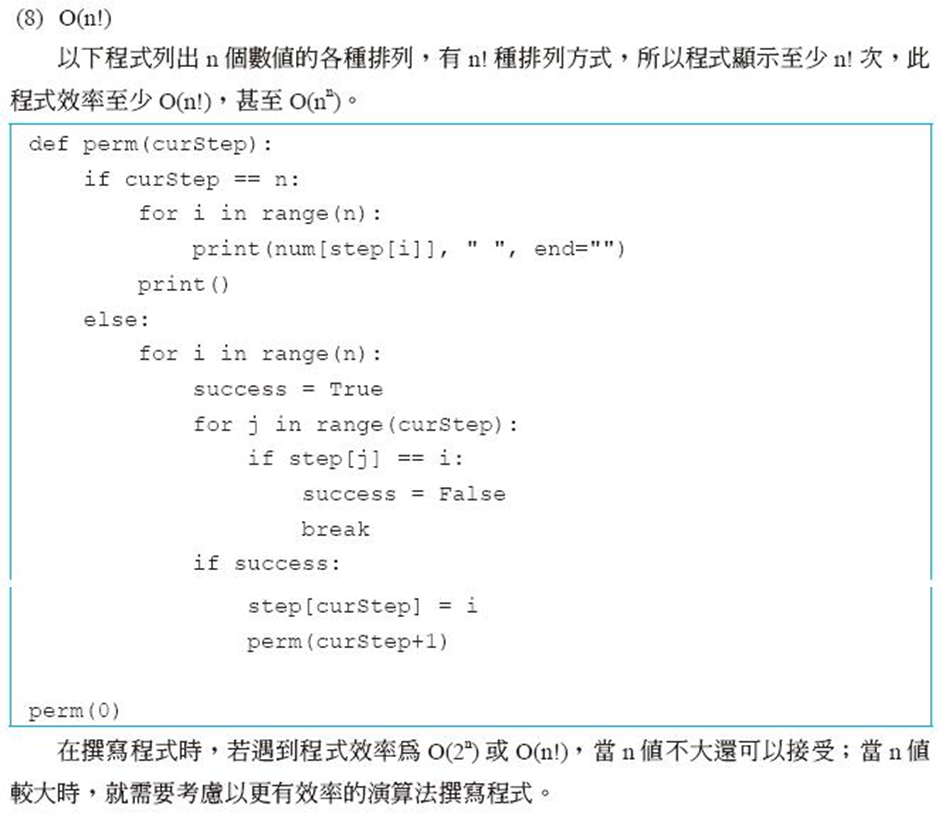 (8) O(n!)
以下程式列出 n 個數值的各種排列，有 n! 種排列方式，所以程式顯示至少 n! 次，此
程式效率至少 O(n!)，甚至 O(nⁿ)。
def perm(curStep):
    if curStep == n:
        for i in range(n):
            print(num[step[i]], " ", end="")
        print()
    else:
        for i in range(n):
            success = True
            for j in range(curStep):
                if step[j] == i:
                    success = False
                    break
            if success:
                step[curStep] = i
                perm(curStep+1)
perm(0)
在撰寫程式時，若遇到程式效率為 O(2ⁿ) 或 O(n!)，當 n 值不大還可以接受；當 n 值
較大時，就需要考慮以更有效率的演算法撰寫程式。